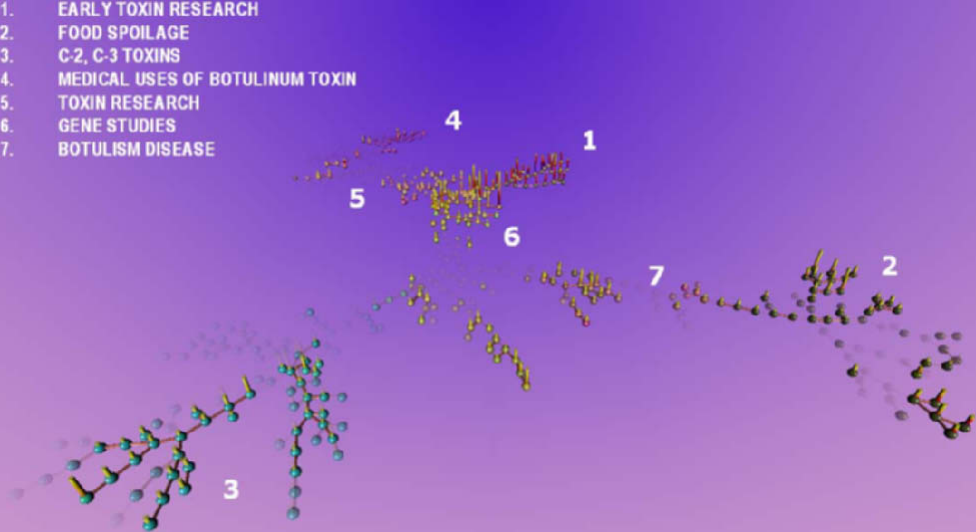 1. EARLY TOXIN RESEARCH
2. FOOD SPOILAGE
3. C-2, C-3 TOXINS
4. MEDICAL USES OF BOTULINUM TOXIN
5. TOXIN RESEARCH
6. GENE STUDIES
7. BOTULISM DISEASE
4
1
5
6
7
2
3